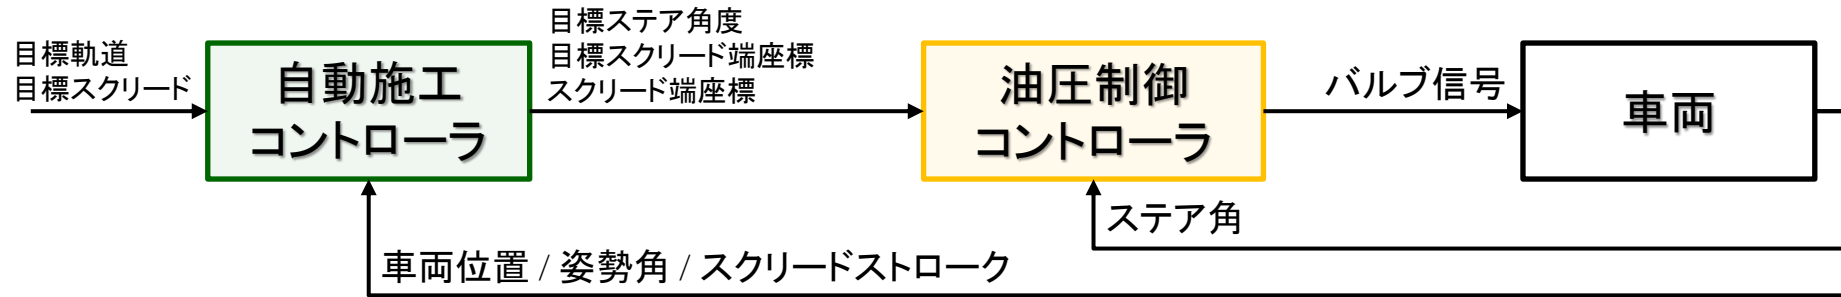 目標軌道
目標スクリード
自動施工
コントローラ
目標ステア角度
目標スクリード端座標
スクリード端座標
油圧制御
コントローラ
バルブ信号
車両
ステア角
車両位置 / 姿勢角 / スクリードストローク